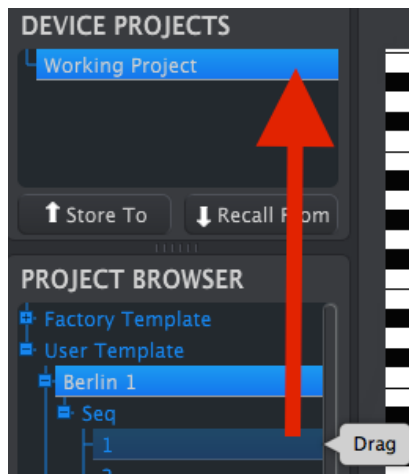 DEVICE PROJECTS
Working Project
Store To
Recall From
PROJECT BROWSER
Factory Template
User Template
Berlin 1
Seq
1
Drag